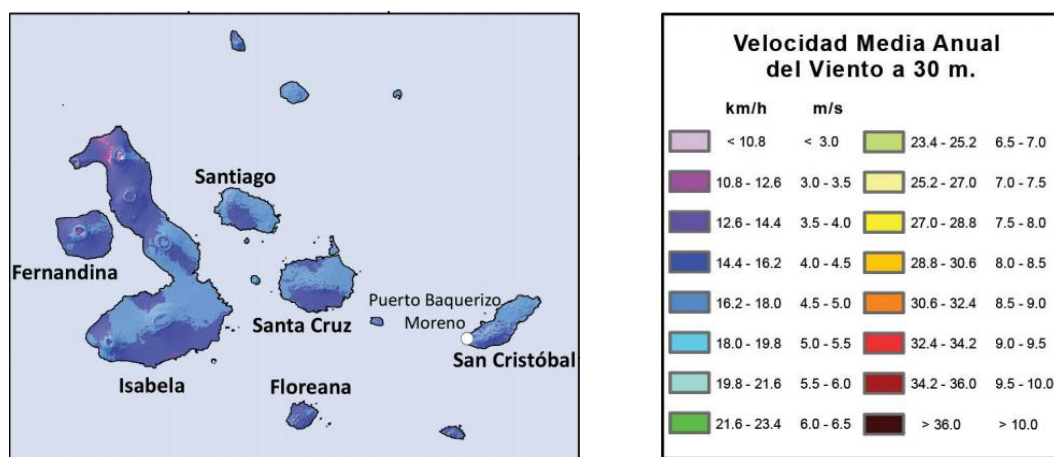 Santiago
Fernandina
Puerto Baquerizo
Moreno
Santa Cruz
San Cristóbal
Isabela
Floreana
Velocidad Media Anual
del Viento a 30 m.
km/h m/s
< 10.8 < 3.0 23.4 - 25.2 6.5 - 7.0
10.8 - 12.6 3.0 - 3.5 25.2 - 27.0 7.0 - 7.5
12.6 - 14.4 3.5 - 4.0 27.0 - 28.8 7.5 - 8.0
14.4 - 16.2 4.0 - 4.5 28.8 - 30.6 8.0 - 8.5
16.2 - 18.0 4.5 - 5.0 30.6 - 32.4 8.5 - 9.0
18.0 - 19.8 5.0 - 5.5 32.4 - 34.2 9.0 - 9.5
19.8 - 21.6 5.5 - 6.0 34.2 - 36.0 9.5 - 10.0
21.6 - 23.4 6.0 - 6.5 > 36.0 > 10.0